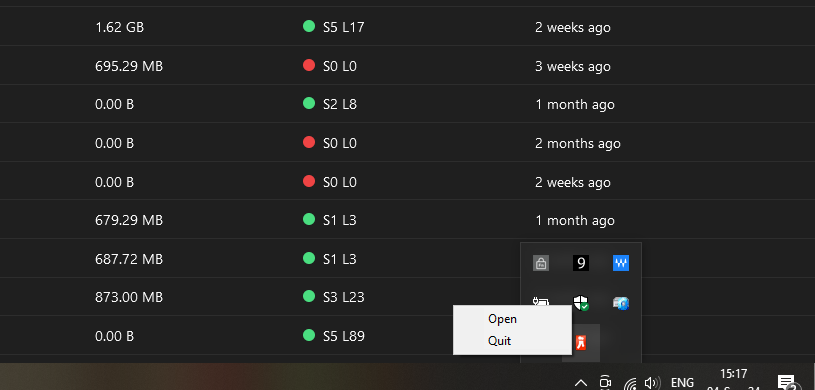 1.62 GB S5 L17 2 weeks ago
695.29 MB S0 L0 3 weeks ago
0.00 B S2 L8 1 month ago
0.00 B S0 L0 2 months ago
0.00 B S0 L0 2 weeks ago
679.29 MB S1 L3 1 month ago
687.72 MB S1 L3
9
873.00 MB S3 L23
0.00 B S5 L89
Open
Quit
ENG
15:17